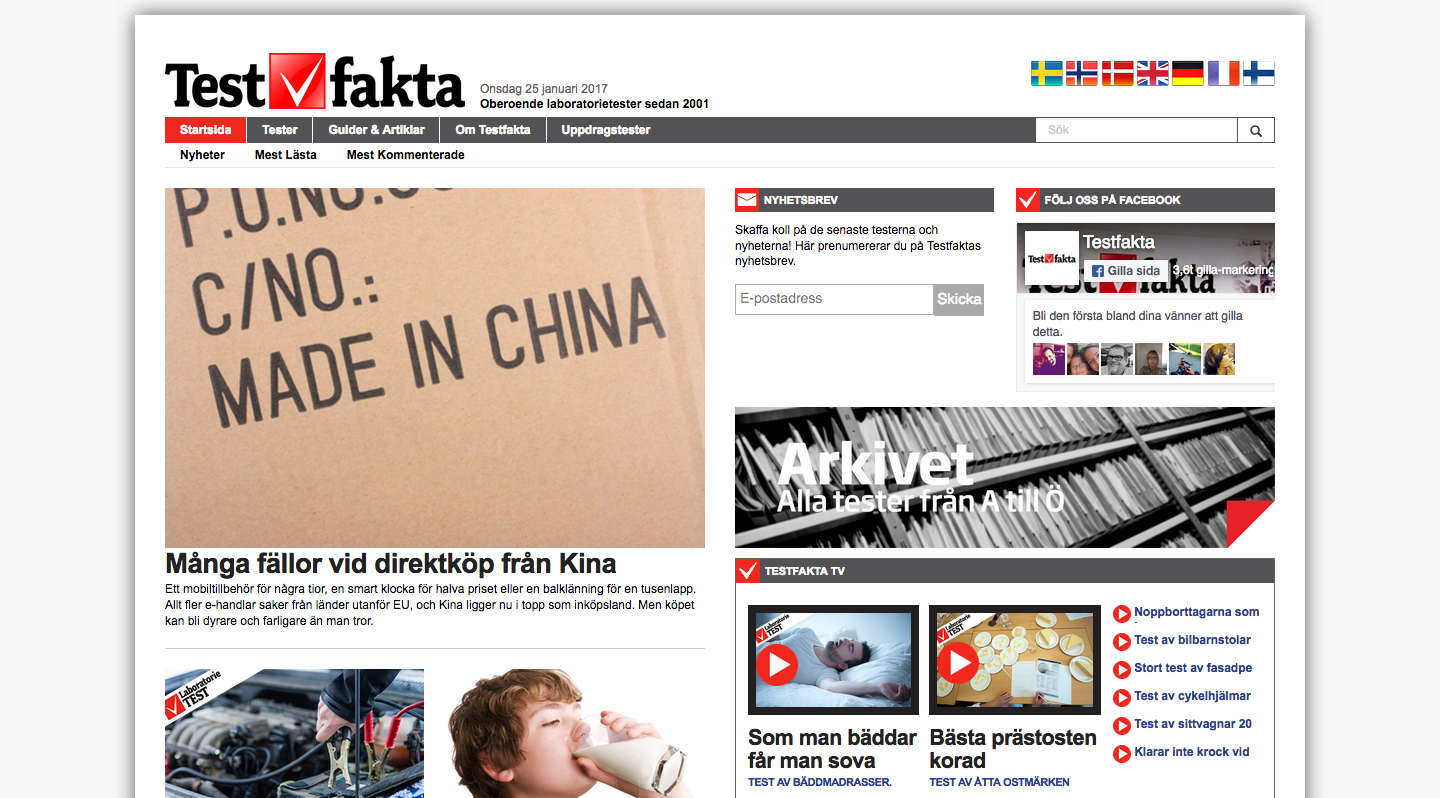 Test fakta
Onsdag 25 januari 2017
Oberoende laboratorietester sedan 2001
Startsida
Tester
Guider & Artiklar
Om Testfakta
Uppdragstester
Sök
Nyheter
Mest Lästa
Mest Kommenterade
C/NO.:
MADE IN CHINA
Många fällor vid direktköp från Kina
Ett mobiltillbehör för några tior, en smart klocka för halva priset eller en balklänning för en tusenlapp.
Allt fler e-handlar saker från länder utanför EU, och Kina ligger nu i topp som inköpsland. Men köpet
kan bli dyrare och farligare än man tror.
Laboratorie
TEST
NYHETSBREV
Skaffa koll på de senaste testerna och
nyheterna! Här prenumererar du på Testfaktas
nyhetsbrev.
E-postadress
Skicka
FÖLJ OSS PÅ FACEBOOK
Test fakta
Testfakta
Gilla sida
3,6t gilla-markering
Bli den första bland dina vänner att gilla
detta.
Arkivet
Alla tester från A till Ö
TESTFAKTA TV
Laboratorie
TEST
Som man bäddar
får man sova
TEST AV BÄDDMADRASSER.
Laboratorie
TEST
Bästa prästosten
korad
TEST AV ÅTTA OSTMÄRKEN
Noppborttagarna som
Test av bilbarnstolar
Stort test av fasadpe
Test av cykelhjälmar
Test av sittvagnar 20
Klarar inte krock vid